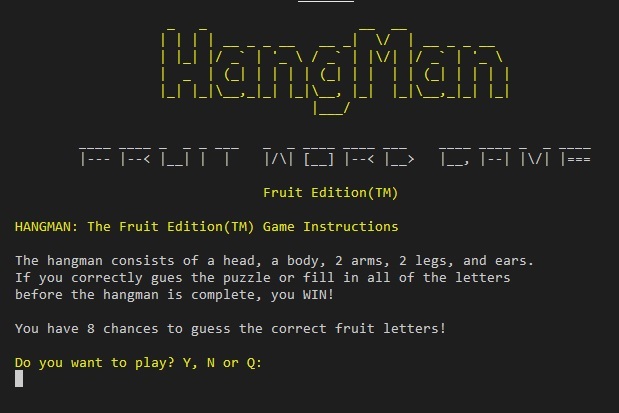 HangMan
FRUIT WORD GAME
Fruit Edition(TM)
HANGMAN: The Fruit Edition(TM) Game Instructions
The hangman consists of a head, a body, 2 arms, 2 legs, and ears.
If you correctly gues the puzzle or fill in all of the letters
before the hangman is complete, you WIN!
You have 8 chances to guess the correct fruit letters!
Do you want to play? Y, N or Q: